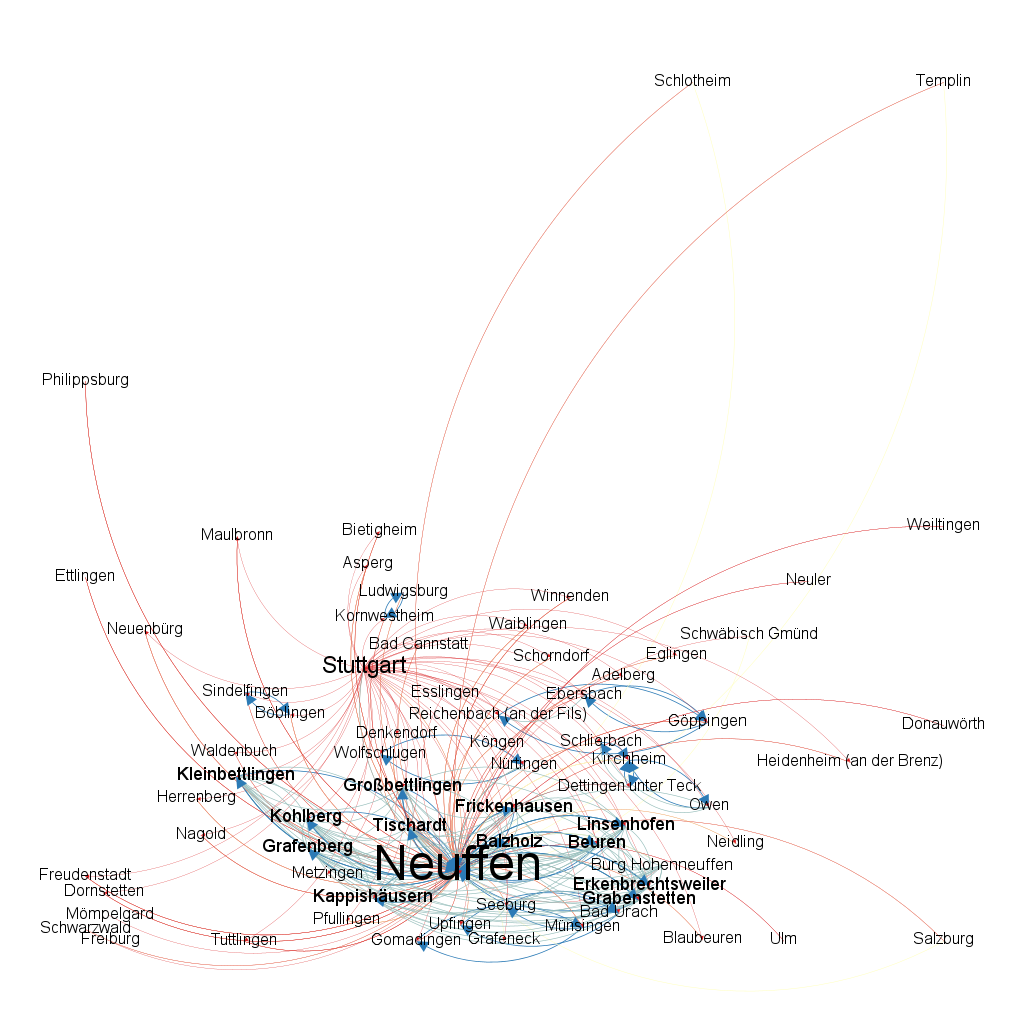 Schlotheim
Templin
Philippsburg
Weiltingen
Bietigheim
Maulbronn
Asperg
Ettlingen
Neuler
Ludwigsburg
Winnenden
Kornwestheim
Waiblingen
Neuenbürg
Schwäbisch Gmünd
Bad Cannstatt
Eglingen
Schorndorf
Stuttgart
Adelberg
Sindelfingen
Esslingen
Ebersbach
Böblingen
Reichenbach (an der Fils)
Göppingen
Donauwörth
Denkendorf
Köngen
Schlierbach
Waldenbuch
Wolfschlugen
Kirchheim
Heidenheim (an der Brenz)
Nürtingen
Kleinbettlingen
Großbettlingen
Dettingen unter Teck
Herrenberg
Frickenhausen
Owen
Kohlberg
Tischardt
Linsenhofen
Nagold
Grafenberg
Balzholz
Beuren
Neidling
Neuffen
Burg Hohenneuffen
Metzingen
Freudenstadt
Erkenbrechtsweiler
Dornstetten
Kappishäusern
Grabenstetten
Seeburg
Mömpelgard
Bad Urach
Pfullingen
Upfingen
Münsingen
Schwarzwald
Freiburg
Tuttlingen
Gomadingen
Grafeneck
Blaubeuren
Ulm
Salzburg